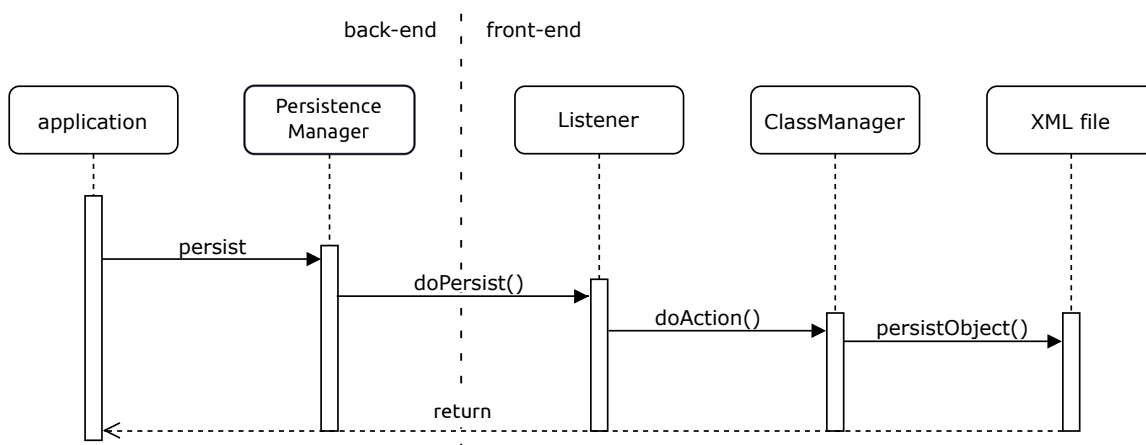 back-end
front-end
application
Persistence
Manager
Listener
ClassManager
XML file
persist
doPersist()
doAction()
persistObject()
return